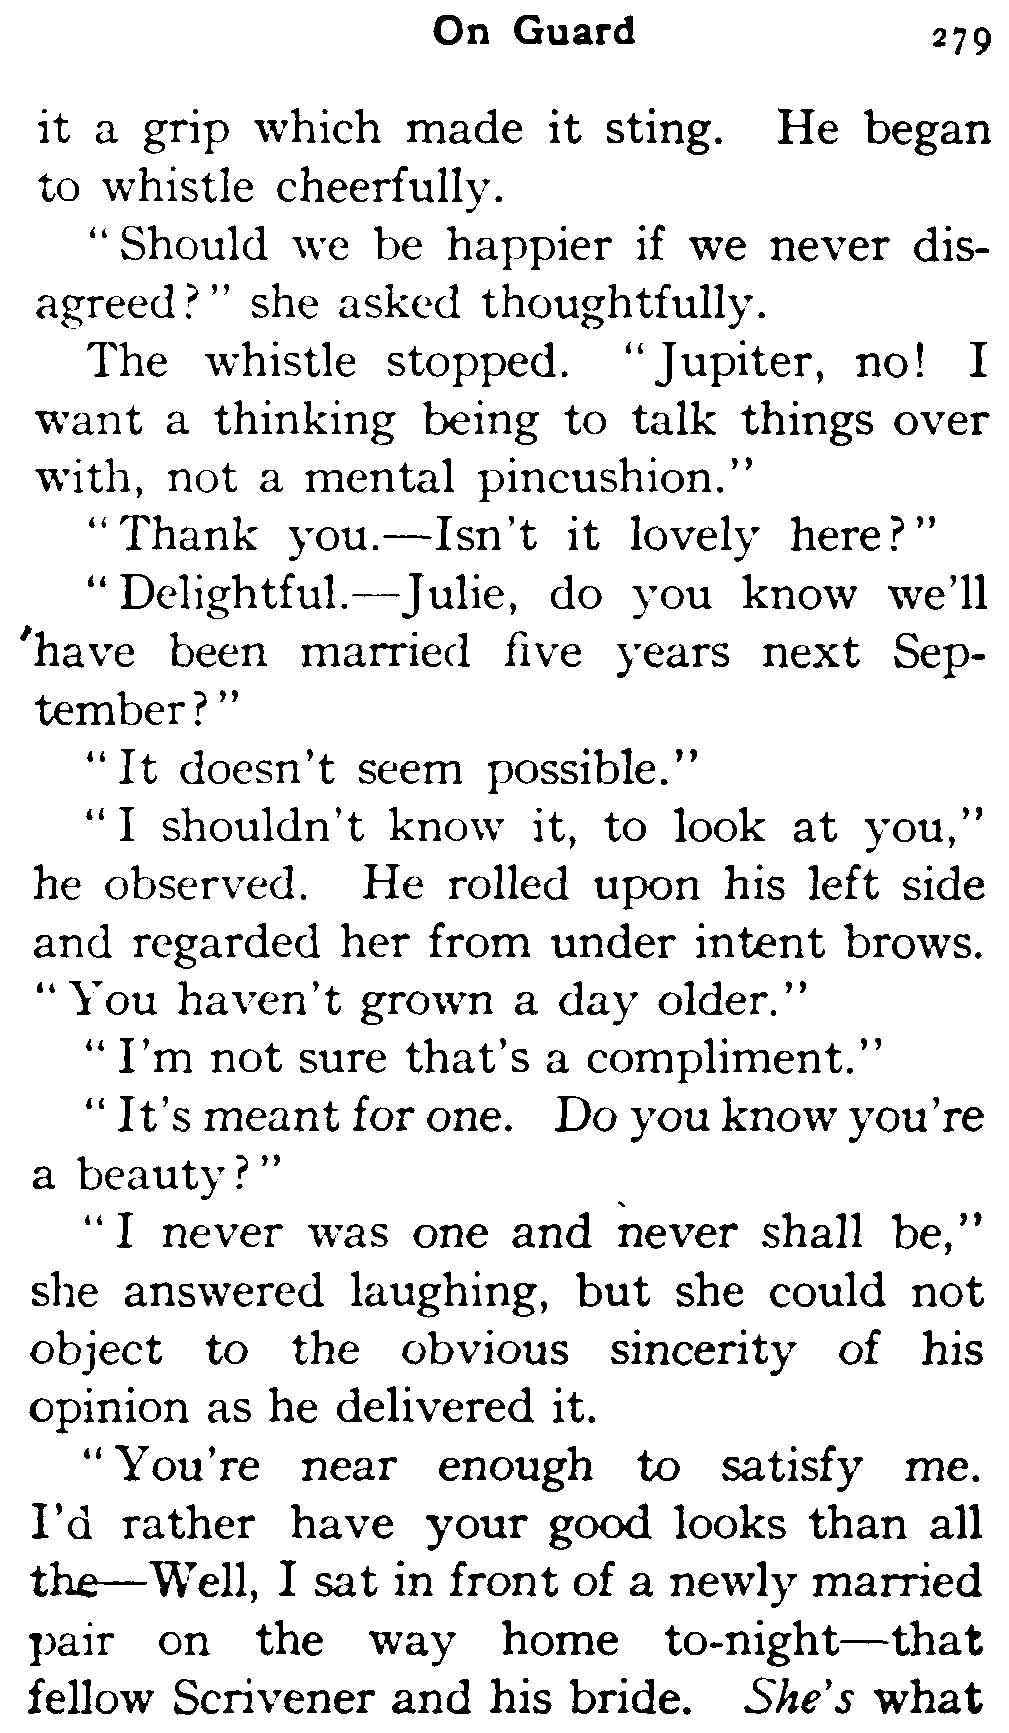 On Guard 279
it a grip which made it sting. He began
to whistle cheerfully.
"Should we be happier if we never dis-
agreed?" she asked thoughtfully.
The whistle stopped. "Jupiter, no! I
want a thinking being to talk things over
with, not a mental pincushion."
"Thank you.—Isn't it lovely here?"
"Delightful.—Julie, do you know we'll
have been married five years next Sep-
tember?"
"It doesn't seem possible."
"I shouldn't know it, to look at you,"
he observed. He rolled upon his left side
and regarded her from under intent brows.
"You haven't grown a day older."
"I'm not sure that's a compliment."
"It's meant for one. Do you know you're
a beauty?"
"I never was one and never shall be,"
she answered laughing, but she could not
object to the obvious sincerity of his
opinion as he delivered it.
"You're near enough to satisfy me.
I'd rather have your good looks than all
the—Well, I sat in front of a newly married
pair on the way home to-night—that
fellow Scrivener and his bride. She's what